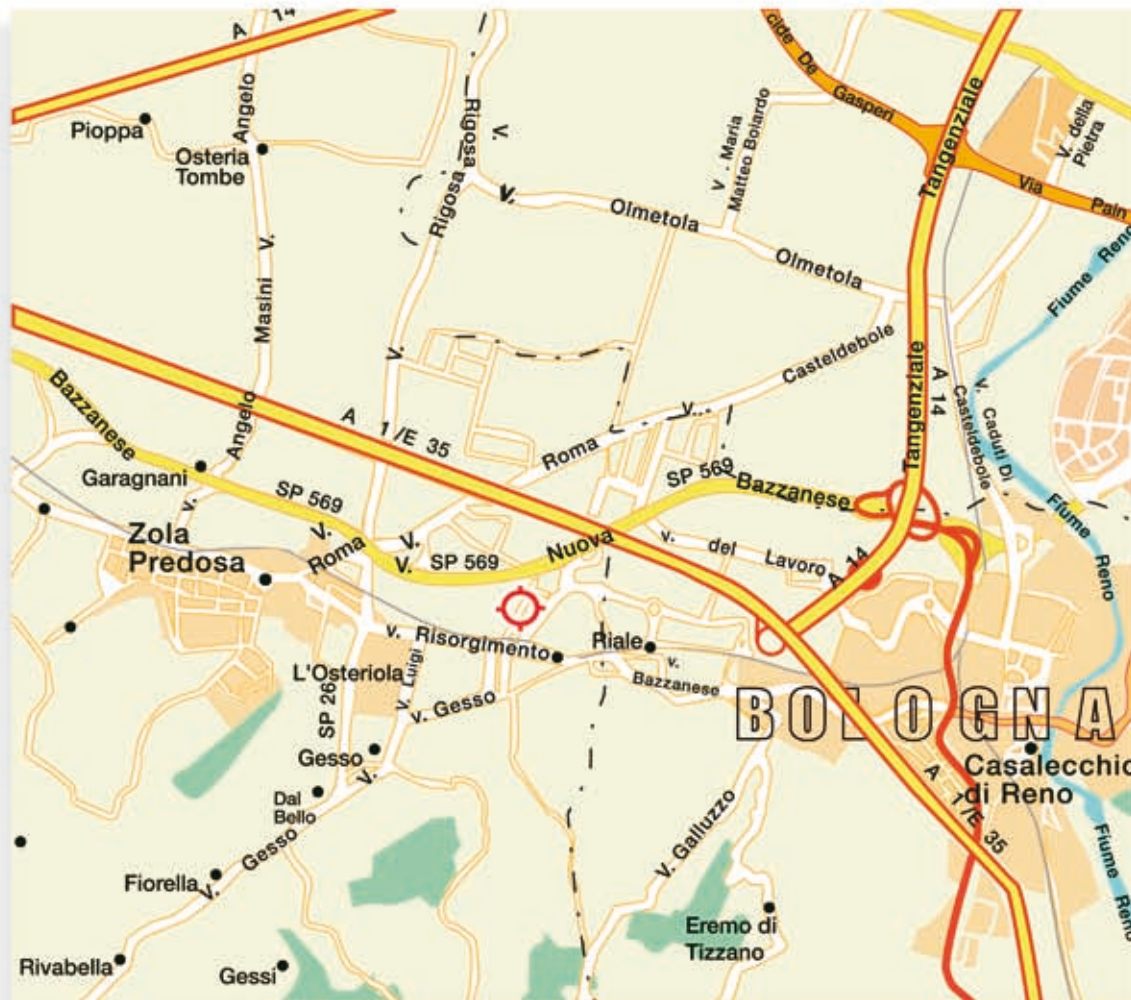 A 14
Pioppa
Osteria
Tombe
Angelo
Masini V.
Angelo
V.
Rigosa
V.
Rigosa
V.
V.
Olmetola
Olmetola
V. Maria
Matteo Boiardo
cide De
Gasperi
Tangenziale
Tangenziale
V. della
Pietra
Via
Pain
Fiume Reno
Casteldebole
V..
Roma
A 1/E 35
Bazzanese
Garagnani
SP 569
V.
V.
Zola
Predosa
Roma
V.
V.
SP 569
Nuova
SP 569
Bazzanese
Tangenziale
A 14
Casteldebole
V. Caduti Di
Fiume
Reno
v. del Lavoro
A 14
v. Risorgimento
Riale
v.
Bazzanese
L'Osteriola
SP 26
v. Luigi
v. Gesso
BOLOGNA
Casalecchio
di Reno
Gesso
V.
Dal
Bello
Gesso
V.
Fiorella
Rivabella
Gessi
V. Galluzzo
Eremo di
Tizzano
A 1/E 35
Fiume
Reno